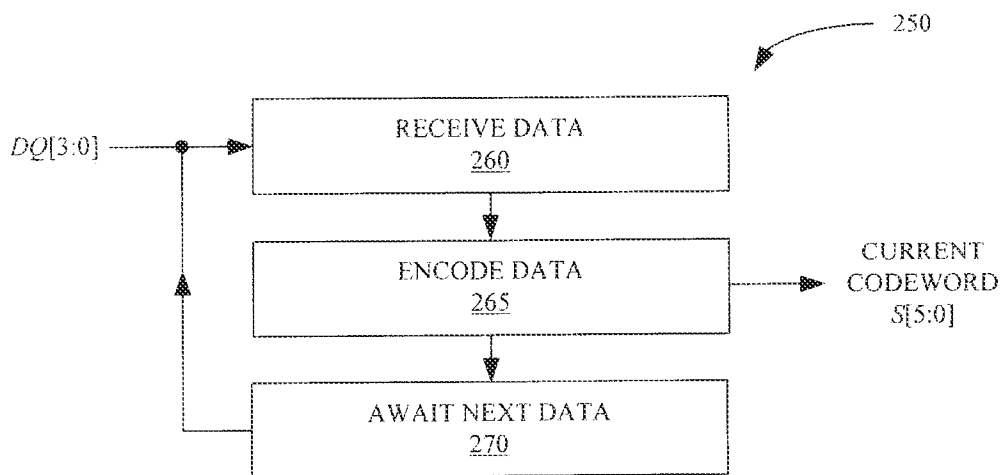 250
DQ[3:0]
RECEIVE DATA
260
ENCODE DATA
265
CURRENT
CODEWORD
S[5:0]
AWAIT NEXT DATA
270